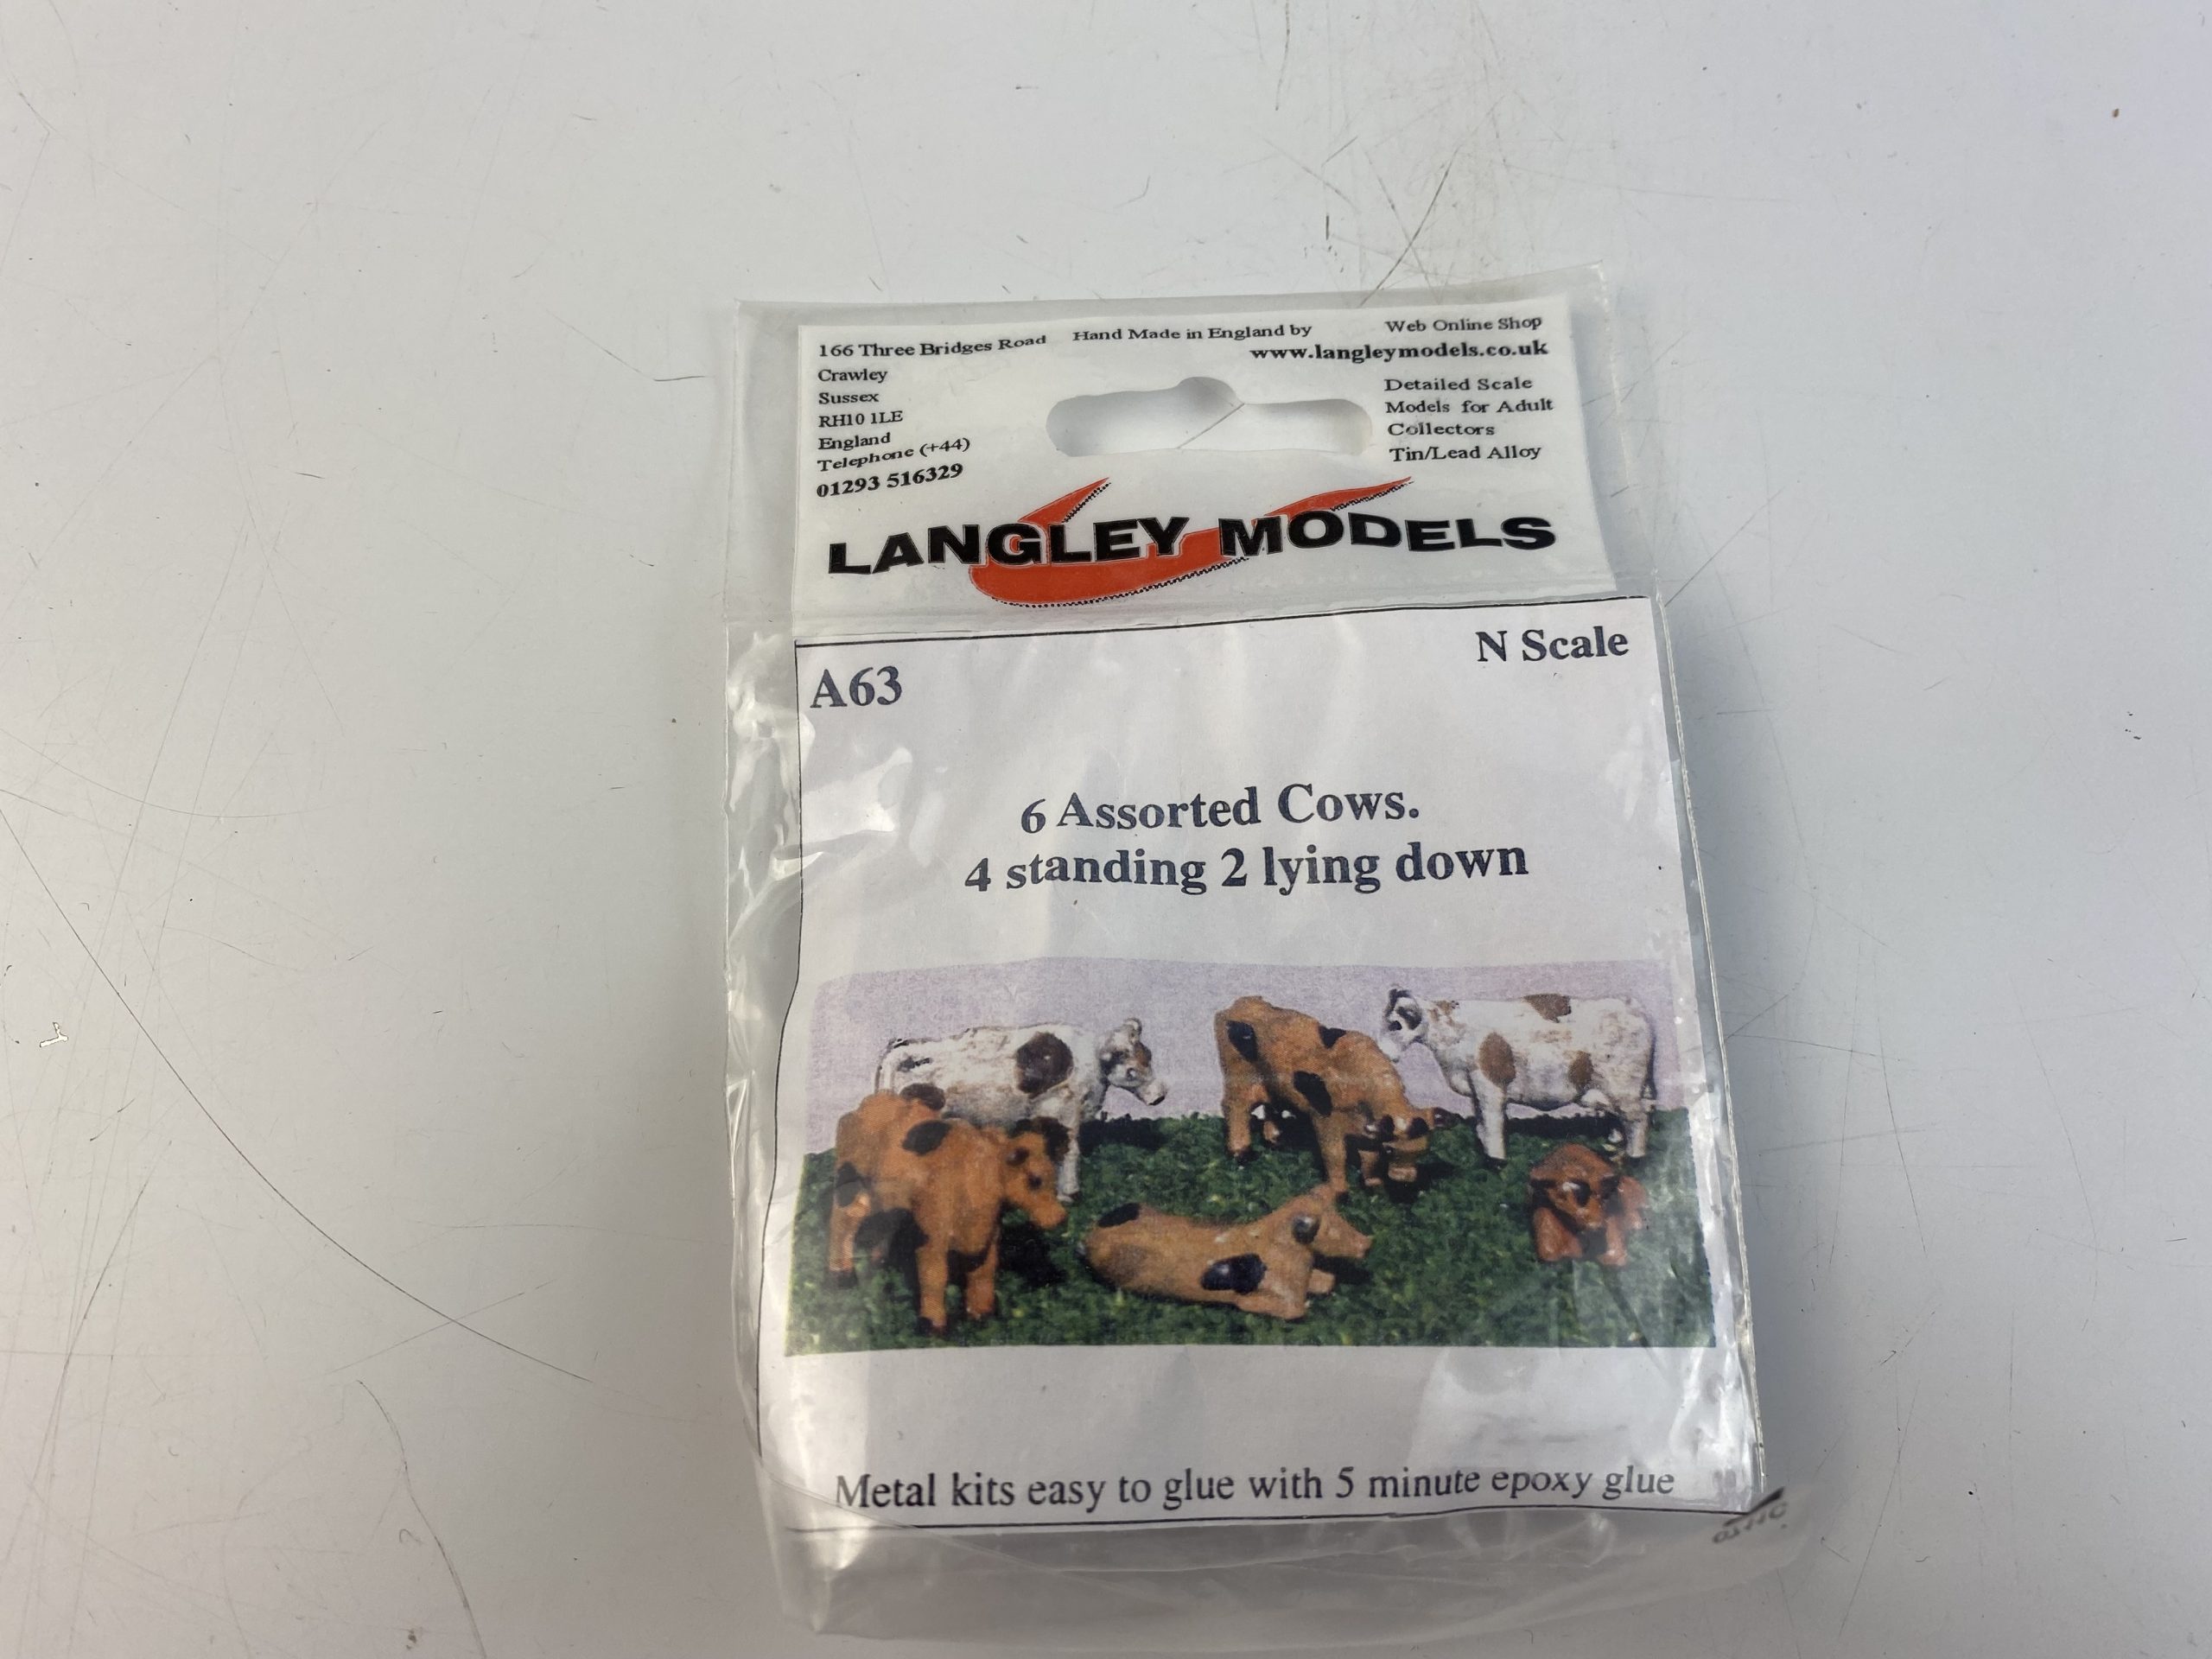 166 Three Bridges Road
Crawley
Sussex
RH10 1LE
England
Telephone (+44)
01293 516329
Hand Made in England by
Web Online Shop
www.langleymodels.co.uk
Detailed Scale
Models for Adult
Collectors
Tin/Lead Alloy
LANGLEY MODELS
A63
N Scale
6 Assorted Cows.
4 standing 2 lying down
Metal kits easy to glue with 5 minute epoxy glue